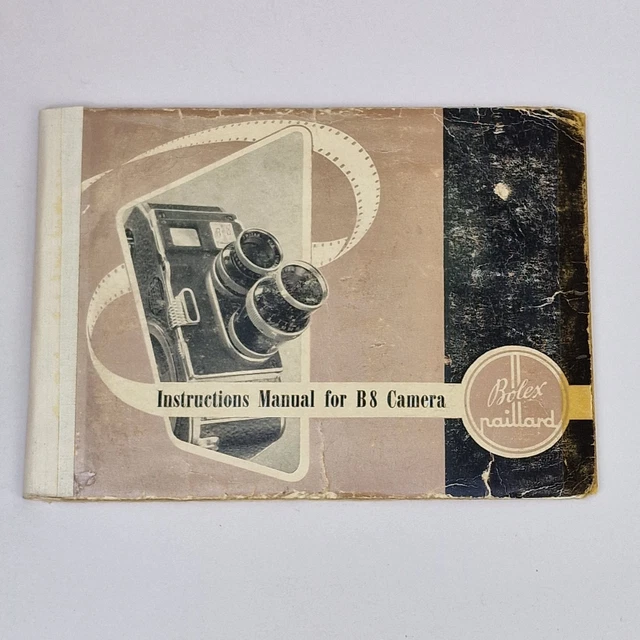 Instructions Manual for B8 Camera
Bolex
paillard